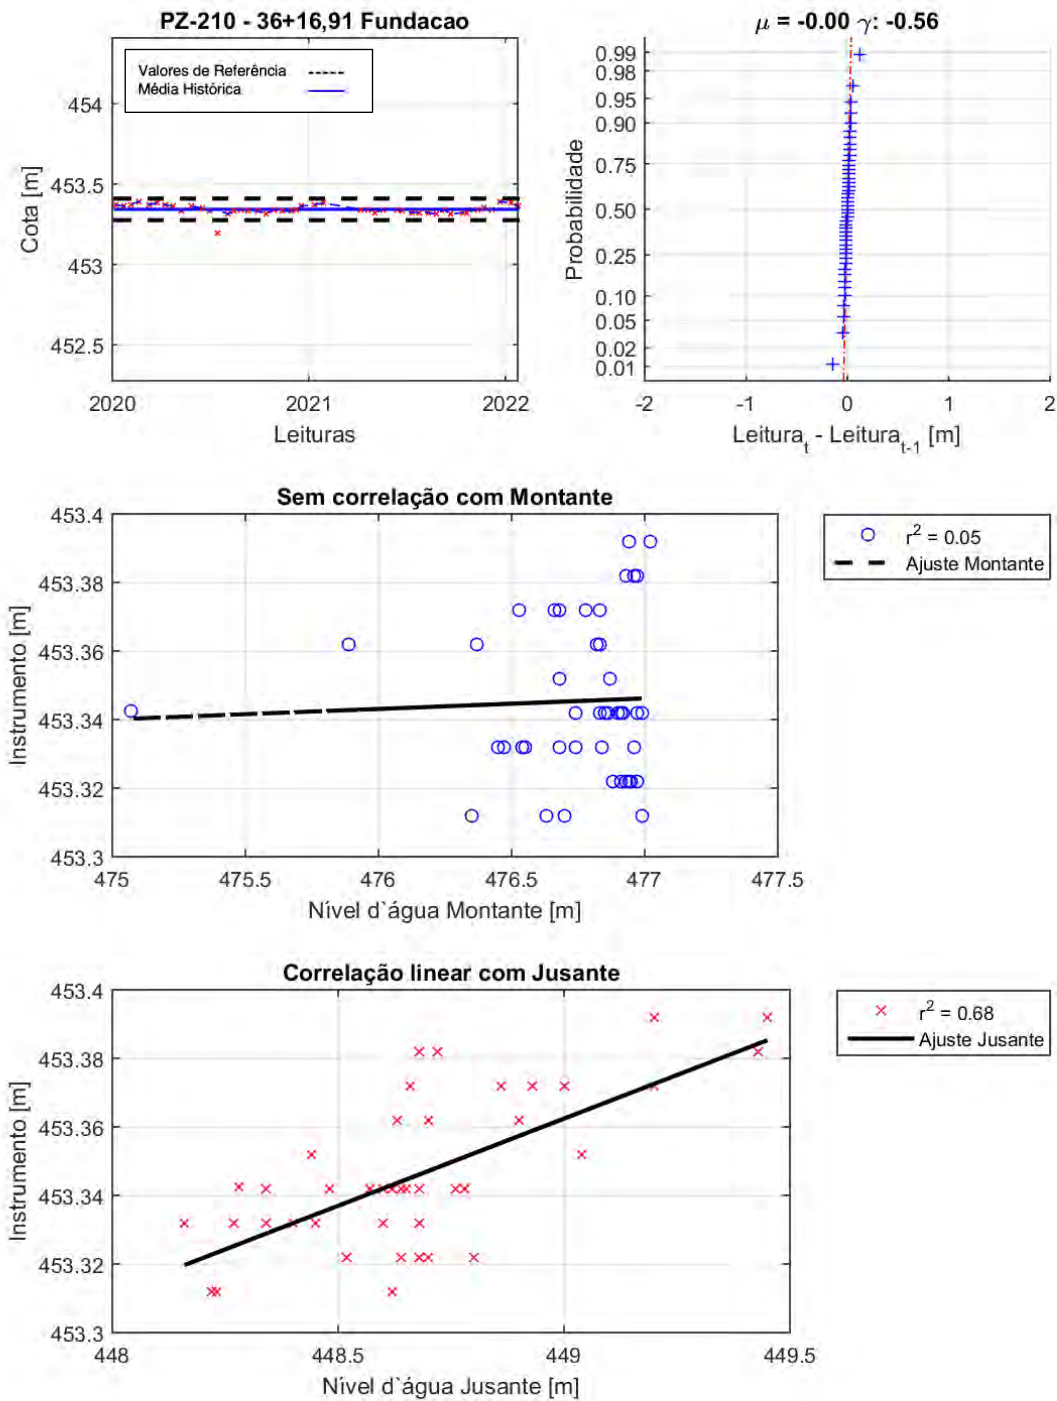 PZ-210 - 36+16,91 Fundacao
Valores de Referência
Média Histórica
454
453.5
453
452.5
Cota [m]
2020
2021
2022
Leituras
μ = -0.00 γ: -0.56
0.99
0.98
0.95
0.90
0.75
0.50
0.25
0.10
0.05
0.02
0.01
Probabilidade
-2
-1
0
1
2
Leitura_t - Leitura_t-1 [m]
Sem correlação com Montante
453.4
453.38
453.36
453.34
453.32
453.3
Instrumento [m]
475
475.5
476
476.5
477
477.5
Nível d`água Montante [m]
r² = 0.05
Ajuste Montante
Correlação linear com Jusante
453.4
453.38
453.36
453.34
453.32
453.3
Instrumento [m]
448
448.5
449
449.5
Nível d`água Jusante [m]
r² = 0.68
Ajuste Jusante